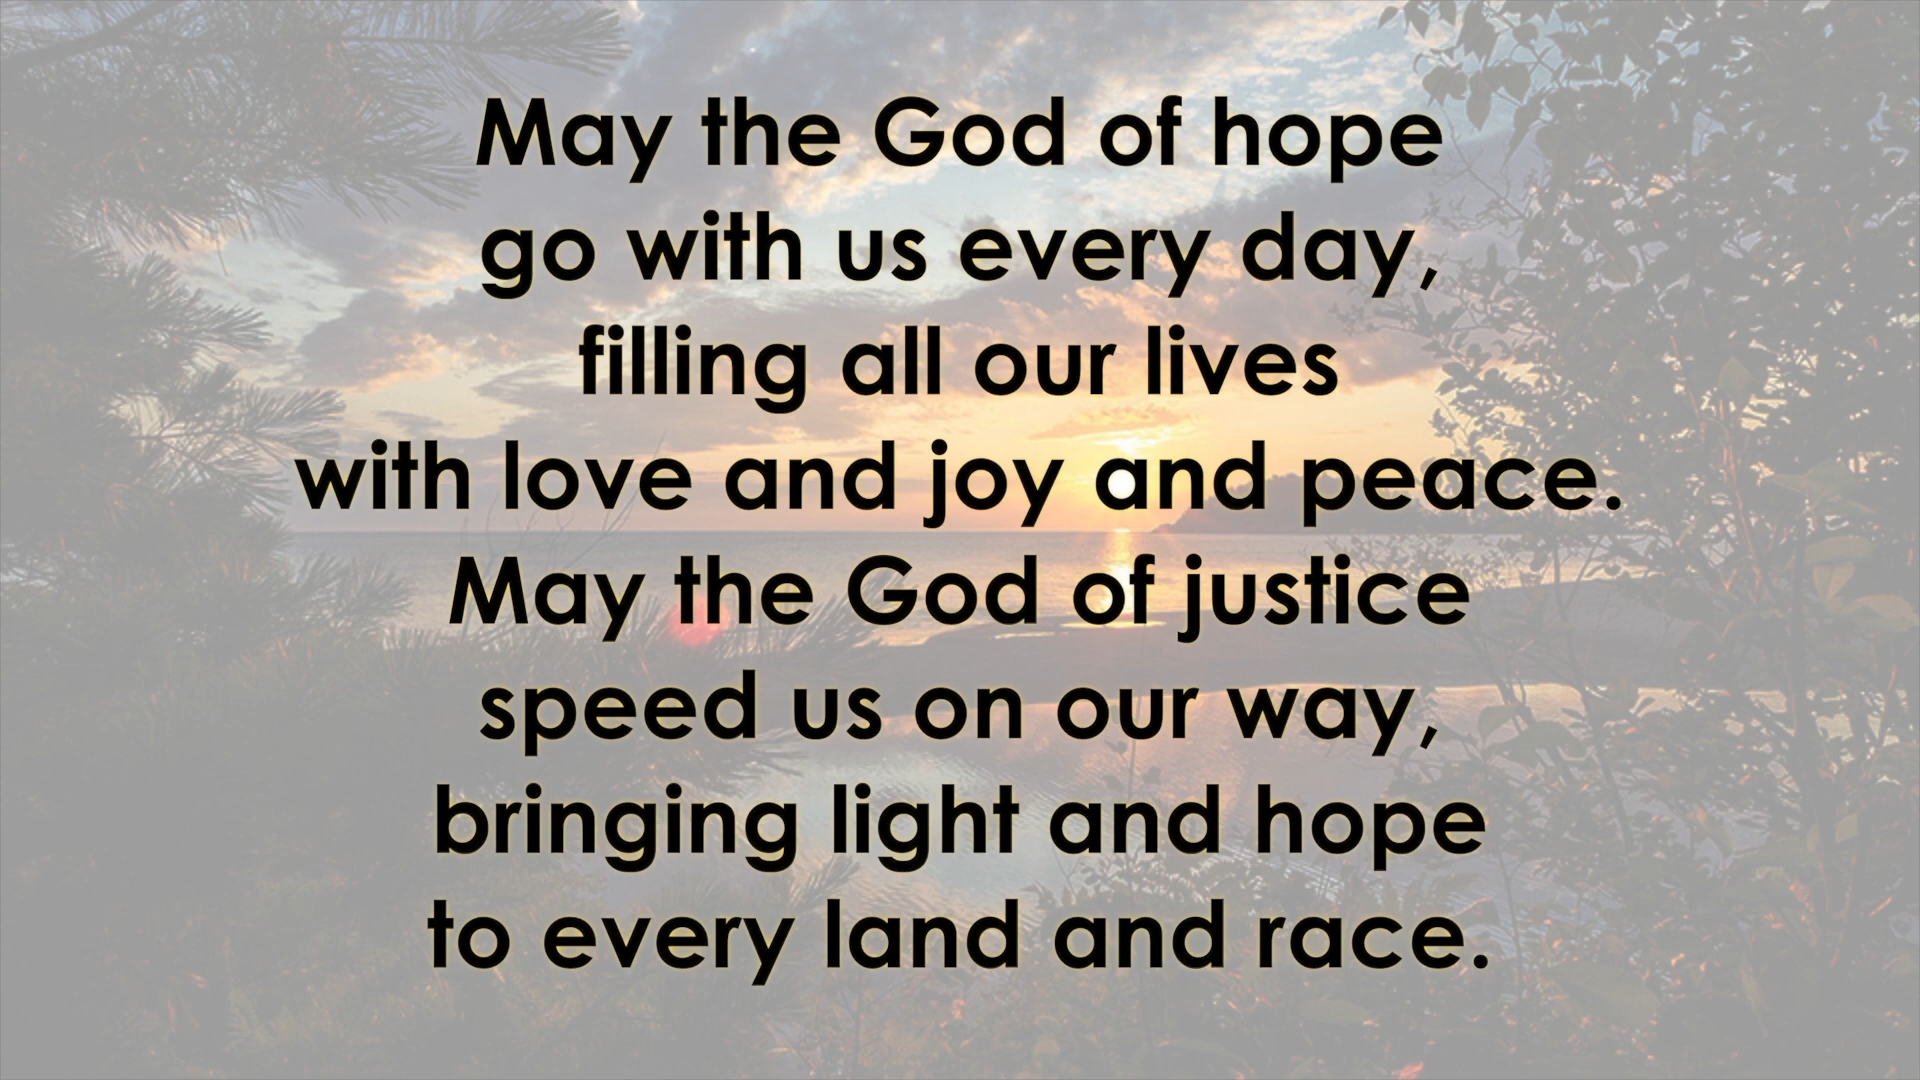 May the God of hope
go with us every day,
filling all our lives
with love and joy and peace.
May the God of justice
speed us on our way,
bringing light and hope
to every land and race.